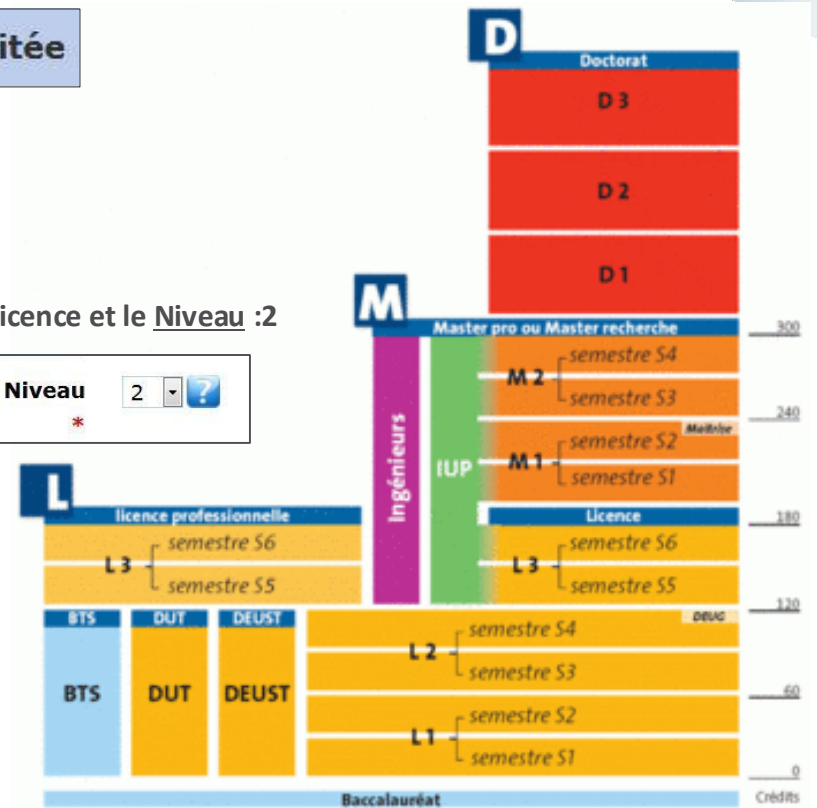 itée
D
Doctorat
D 3
D 2
D 1
icence et le Niveau :2
Niveau 2 ?
*
M
Master pro ou Master recherche
300
semestre S4
M 2
semestre S3
240
Maîtrise
semestre S2
M 1
semestre S1
Ingénieurs
IUP
L
licence professionnelle
Licence
180
semestre S6
L 3
semestre S5
semestre S6
L 3
semestre S5
120
BTS
DUT
DEUST
DEUG
semestre S4
L 2
semestre S3
BTS
DUT
DEUST
60
semestre S2
L 1
semestre S1
0
Crédits
Baccalauréat